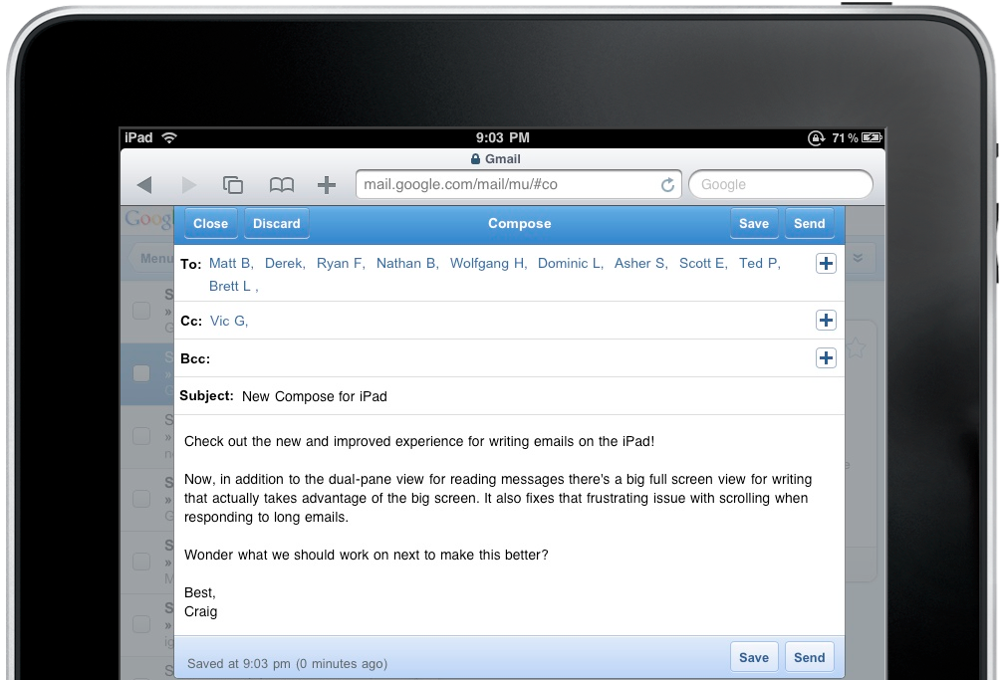 iPad 9:03 PM 71%
Gmail
mail.google.com/mail/mu/#co Google
Close Discard Compose Save Send
Menu
To: Matt B, Derek, Ryan F, Nathan B, Wolfgang H, Dominic L, Asher S, Scott E, Ted P,
Brett L ,
Cc: Vic G,
Bcc:
Subject: New Compose for iPad
Check out the new and improved experience for writing emails on the iPad!
Now, in addition to the dual-pane view for reading messages there's a big full screen view for writing
that actually takes advantage of the big screen. It also fixes that frustrating issue with scrolling when
responding to long emails.
Wonder what we should work on next to make this better?
Best,
Craig
Saved at 9:03 pm (0 minutes ago) Save Send